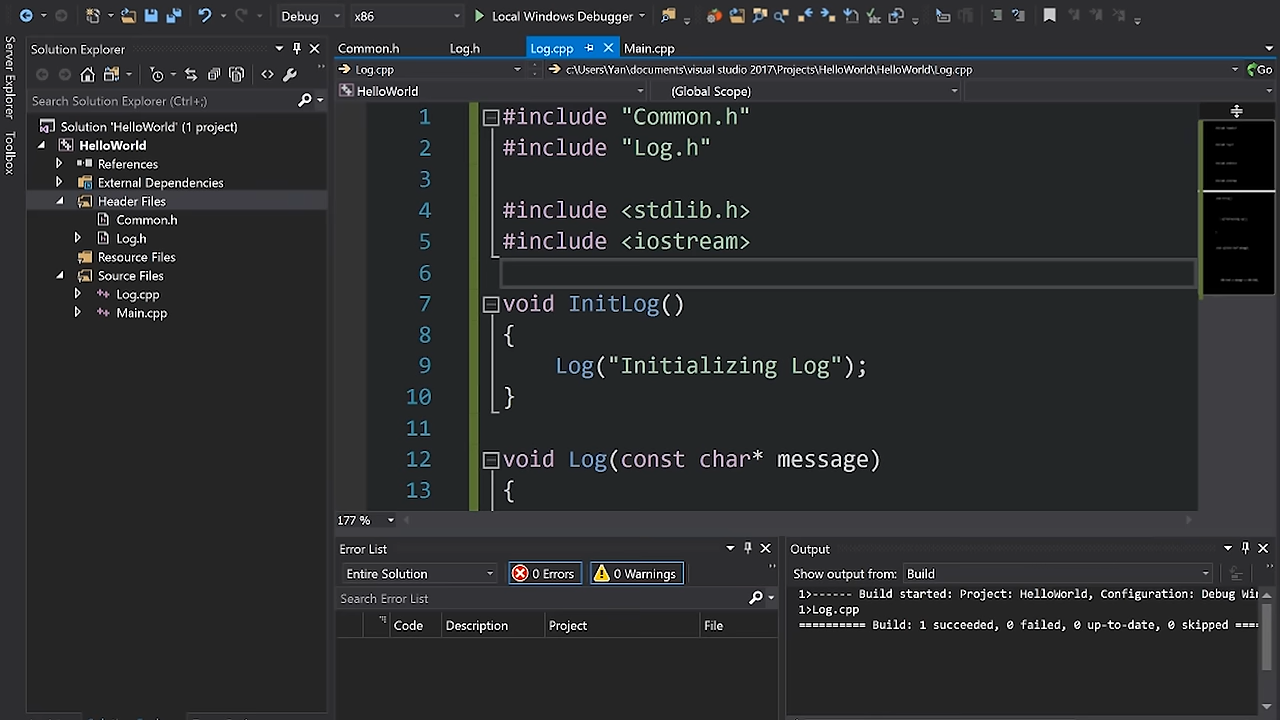 Debug
x86
Local Windows Debugger
Server Explorer
Toolbox
Solution Explorer
Search Solution Explorer (Ctrl+;)
Solution 'HelloWorld' (1 project)
HelloWorld
References
External Dependencies
Header Files
Common.h
Log.h
Resource Files
Source Files
Log.cpp
Main.cpp
Common.h
Log.h
Log.cpp
Main.cpp
Log.cpp
c:\Users\Yan\documents\visual studio 2017\Projects\HelloWorld\HelloWorld\Log.cpp
Go
HelloWorld
(Global Scope)
1 #include "Common.h"
2 #include "Log.h"
3
4 #include <stdlib.h>
5 #include <iostream>
6
7 void InitLog()
8 {
9 Log("Initializing Log");
10 }
11
12 void Log(const char* message)
13 {
177 %
Error List
Entire Solution
0 Errors
0 Warnings
Search Error List
Code Description Project File
Output
Show output from: Build
1>------ Build started: Project: HelloWorld, Configuration: Debug Win
1>Log.cpp
========== Build: 1 succeeded, 0 failed, 0 up-to-date, 0 skipped ====